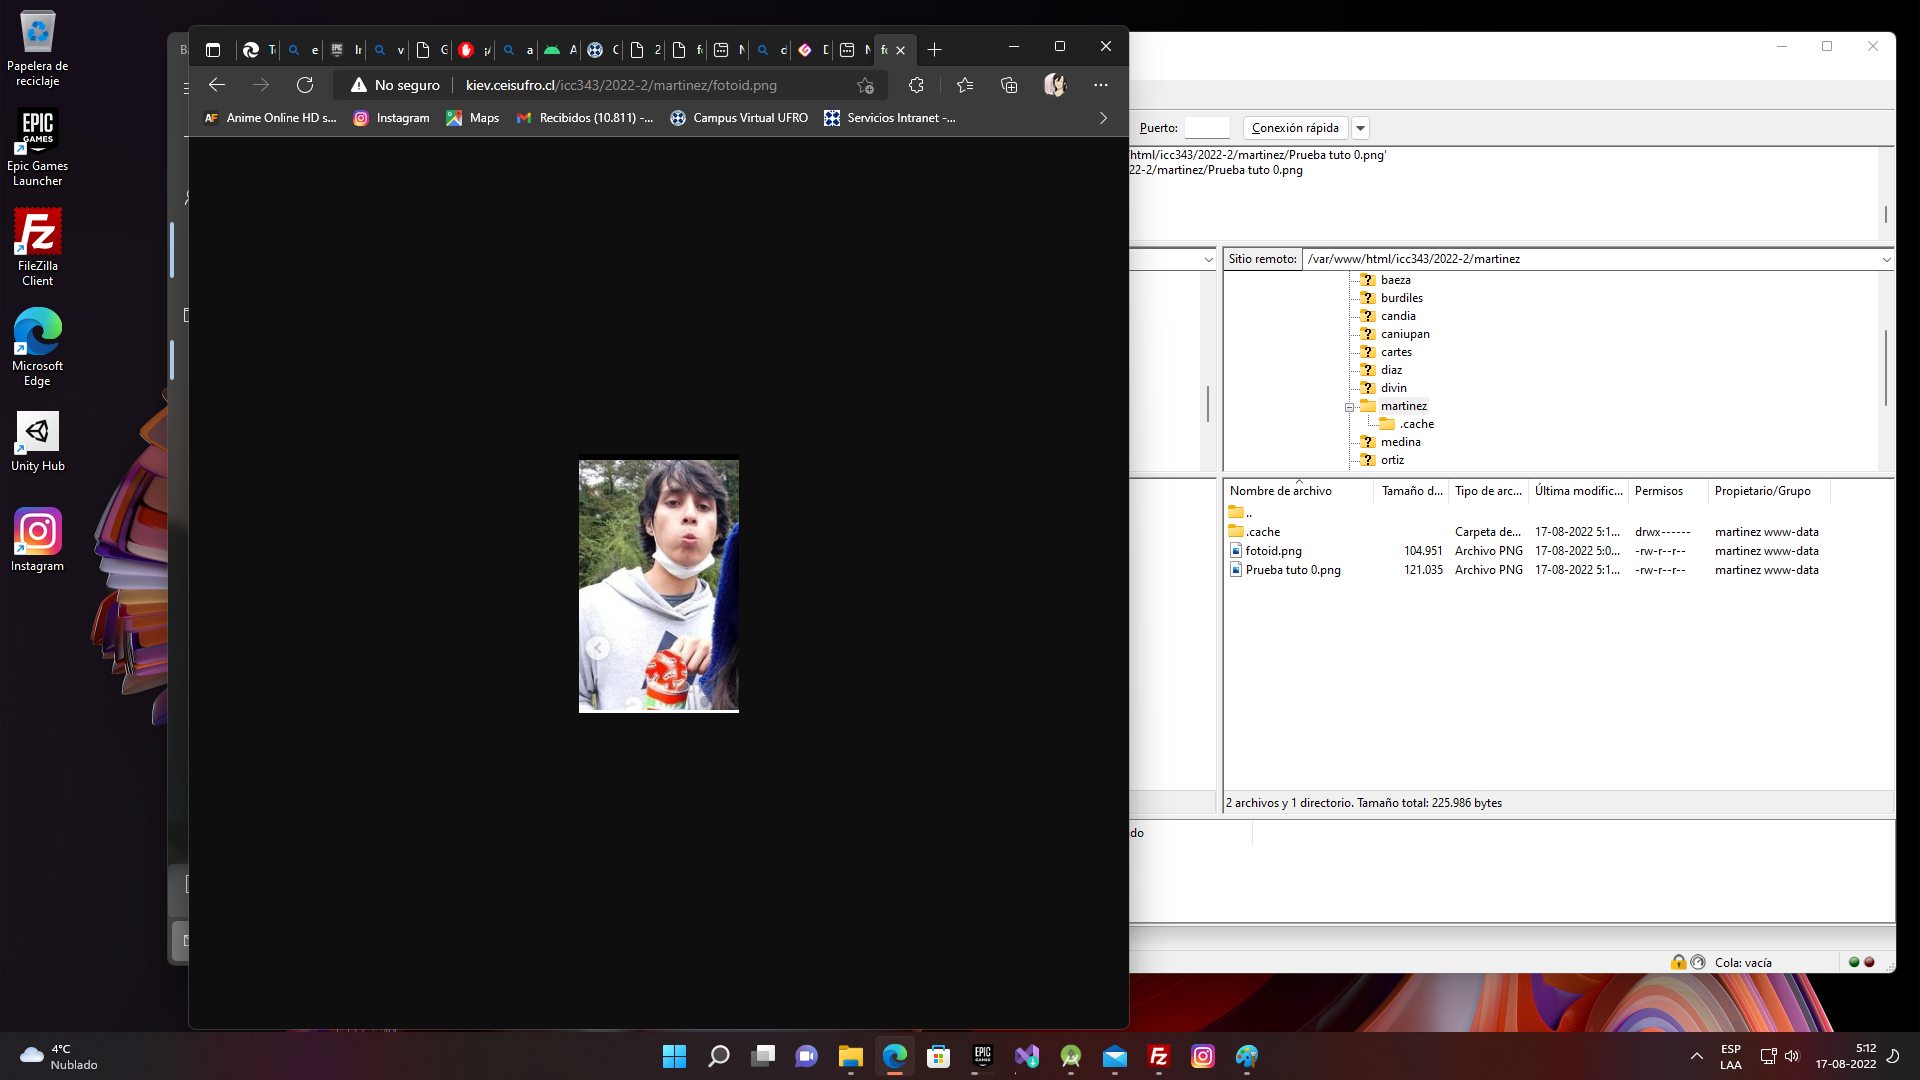 Papelera de
reciclaje
EPIC
GAMES
Epic Games
Launcher
FileZilla
Client
Microsoft
Edge
Unity Hub
Instagram
No seguro
kiev.ceisufro.cl/icc343/2022-2/martinez/fotoid.png
Anime Online HD s...
Instagram
Maps
Recibidos (10.811) -...
Campus Virtual UFRO
Servicios Intranet -...
Puerto:
Conexión rápida
html/icc343/2022-2/martinez/Prueba tuto 0.png'
22-2/martinez/Prueba tuto 0.png
Sitio remoto:
/var/www/html/icc343/2022-2/martinez
baeza
burdiles
candia
caniupan
cartes
diaz
divin
martinez
.cache
medina
ortiz
Nombre de archivo Tamaño d... Tipo de arc... Última modific... Permisos Propietario/Grupo
..
.cache Carpeta de... 17-08-2022 5:1... drwx------ martinez www-data
fotoid.png 104.951 Archivo PNG 17-08-2022 5:0... -rw-r--r-- martinez www-data
Prueba tuto 0.png 121.035 Archivo PNG 17-08-2022 5:1... -rw-r--r-- martinez www-data
2 archivos y 1 directorio. Tamaño total: 225.986 bytes
do
Cola: vacía
4°C
Nublado
ESP
LAA
5:12
17-08-2022